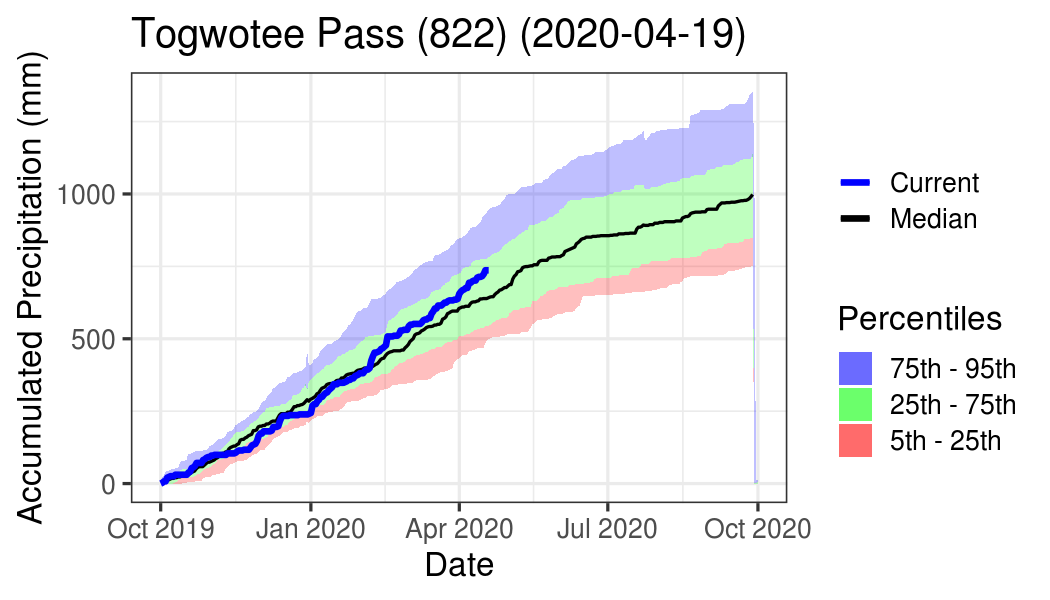 Togwotee Pass (822) (2020-04-19)
Accumulated Precipitation (mm)
1000
500
0
Oct 2019
Jan 2020
Apr 2020
Jul 2020
Oct 2020
Date
Current
Median
Percentiles
75th - 95th
25th - 75th
5th - 25th